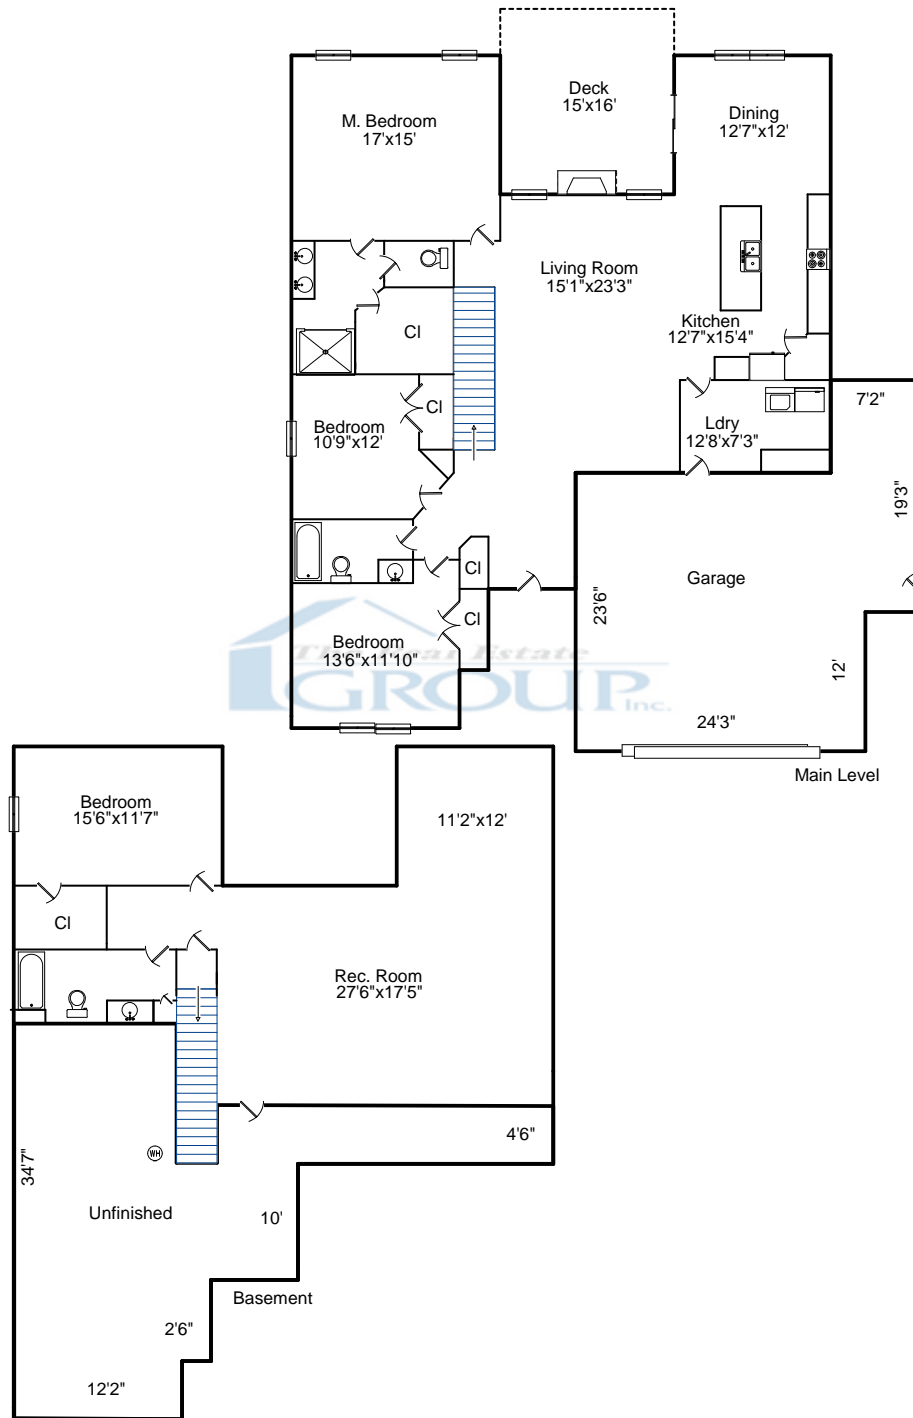 Deck
15'x16'
M. Bedroom
17'x15'
Dining
12'7"x12'
Living Room
15'1"x23'3"
Kitchen
12'7"x15'4"
Cl
Cl
Bedroom
10'9"x12'
Ldry
12'8'x7'3"
7'2"
19'3"
Garage
23'6"
12'
24'3"
Cl
Cl
Bedroom
13'6"x11'10"
The Real Estate
GROUP Inc.
Main Level
Bedroom
15'6"x11'7"
11'2"x12'
Cl
Rec. Room
27'6"x17'5"
4'6"
WH
34'7"
Unfinished
10'
Basement
2'6"
12'2"